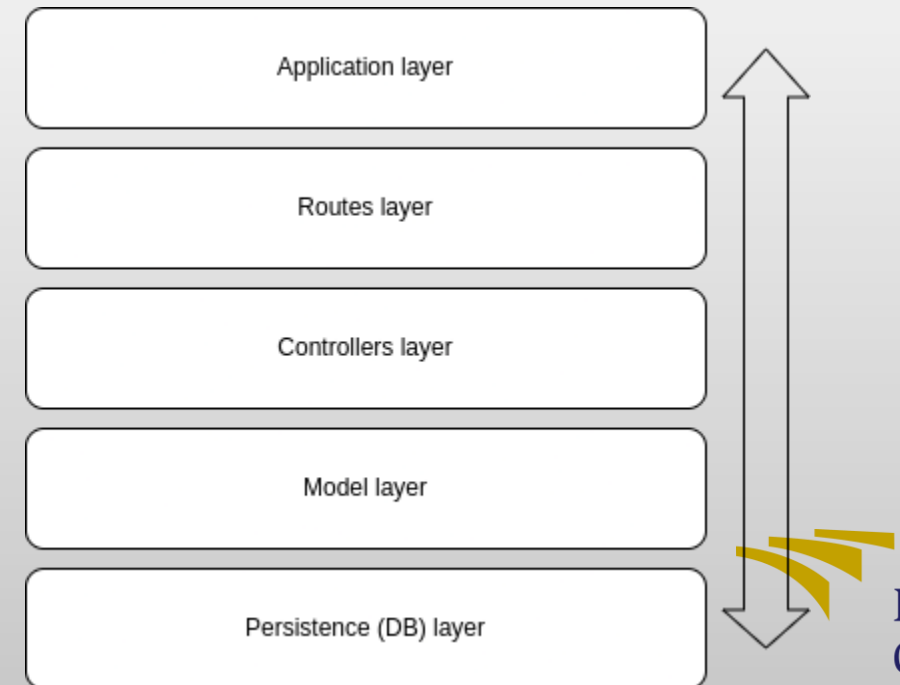 Application layer
Routes layer
Controllers layer
Model layer
Persistence (DB) layer